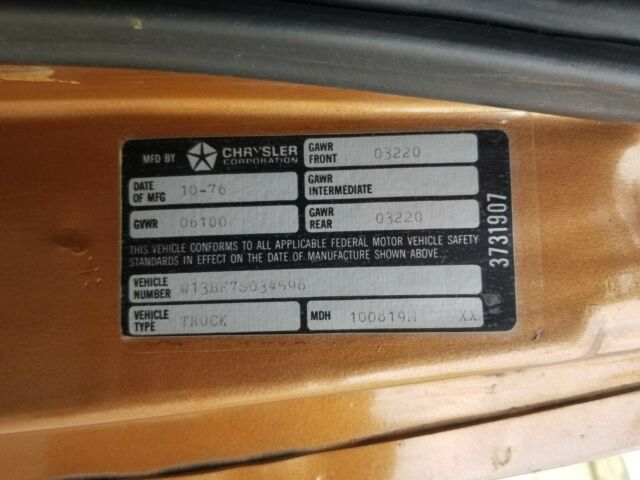 MFD BY CHRYSLER CORPORATION
GAWR FRONT 03220
DATE OF MFG 10-76
GAWR INTERMEDIATE
GVWR 06100
GAWR REAR 03220
THIS VEHICLE CONFORMS TO ALL APPLICABLE FEDERAL MOTOR VEHICLE SAFETY
STANDARDS IN EFFECT ON THE DATE OF MANUFACTURE SHOWN ABOVE.
VEHICLE NUMBER
VEHICLE TYPE TRUCK
MDH 100819M XX
3731907